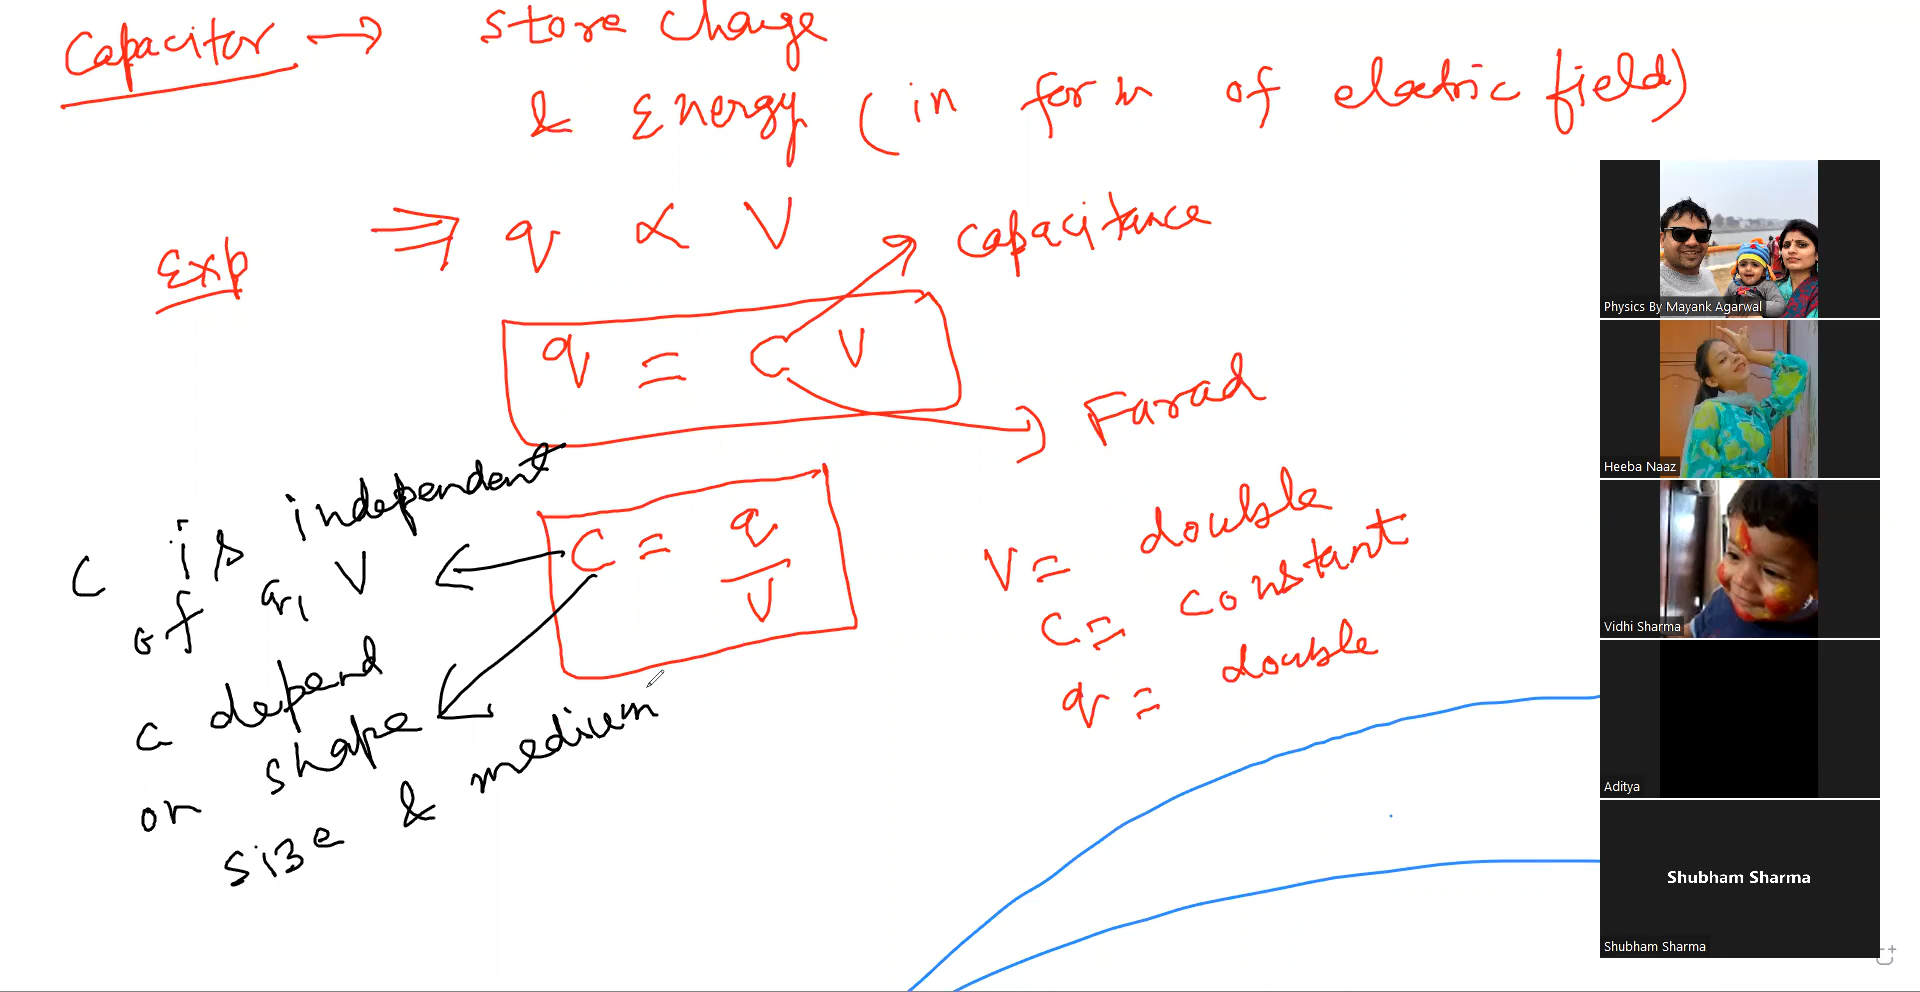 Capacitor → store charge
& Energy (in form of electric field)
Exp ⇒ q ∝ V
capacitance
q = C V
Farad
C = q/V
C is independent
of q, V
C depend
on shape
size & medium
V = double
C = constant
q = double
Physics By Mayank Agarwal
Heeba Naaz
Vidhi Sharma
Aditya
Shubham Sharma
Shubham Sharma